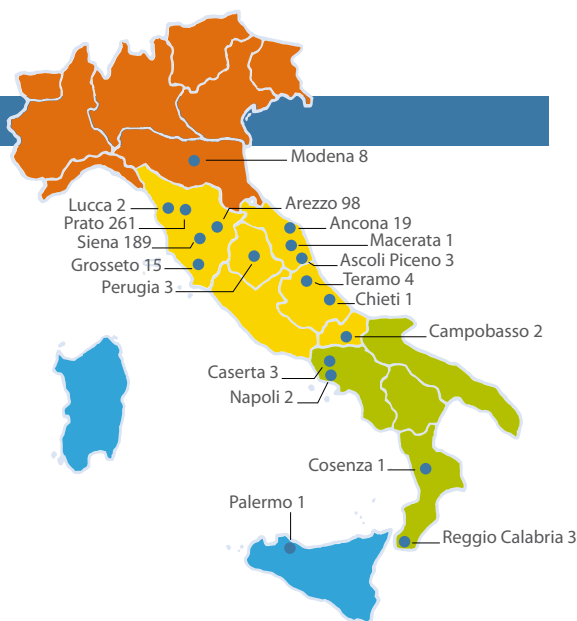 Modena 8
Lucca 2
Arezzo 98
Prato 261
Ancona 19
Siena 189
Macerata 1
Grosseto 15
Ascoli Piceno 3
Perugia 3
Teramo 4
Chieti 1
Campobasso 2
Caserta 3
Napoli 2
Cosenza 1
Palermo 1
Reggio Calabria 3